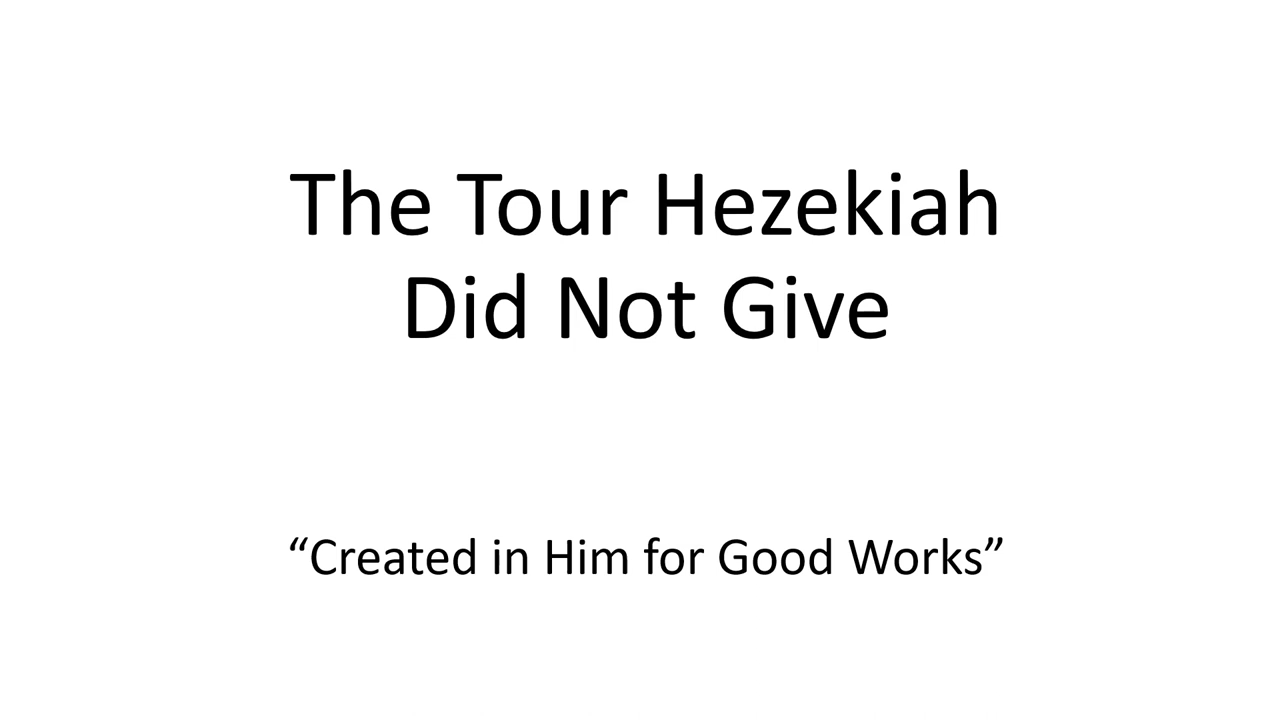 The Tour Hezekiah
Did Not Give
“Created in Him for Good Works”